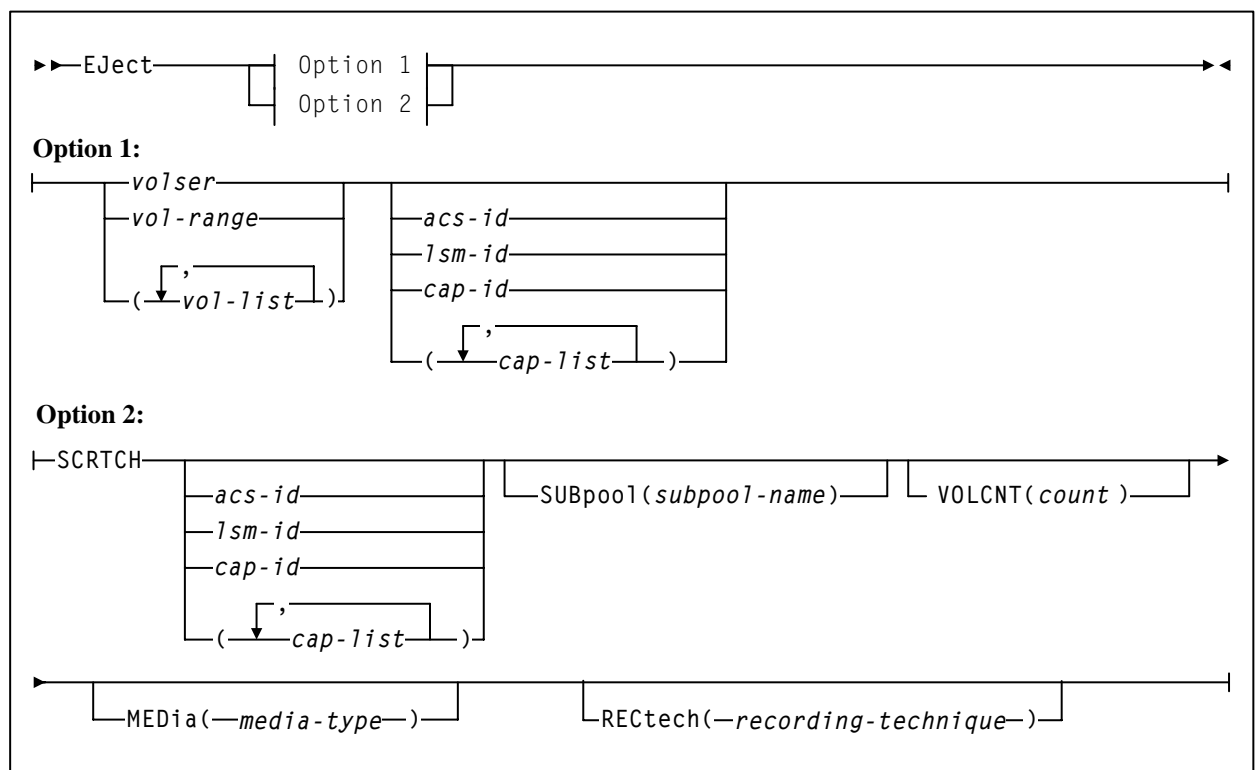 EJect Option 1
Option 2
Option 1:
volser
vol-range
,
(vol-list)
acs-id
lsm-id
cap-id
,
(cap-list)
Option 2:
SCRTCH
acs-id
lsm-id
cap-id
,
(cap-list)
SUBpool(subpool-name)
VOLCNT(count )
MEDia(media-type)
RECtech(recording-technique)